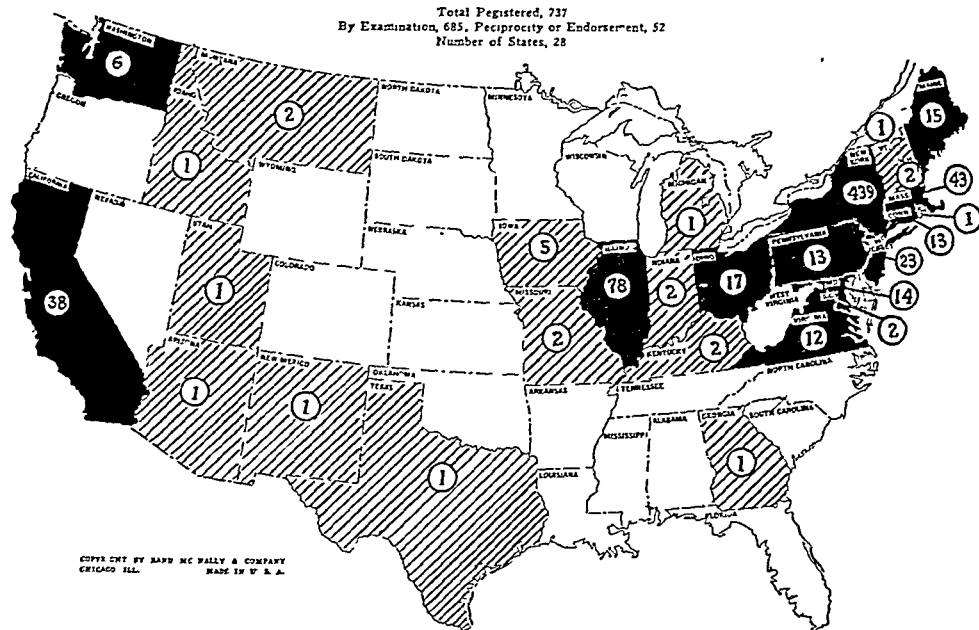 Total Pegistered, 737
By Examination, 685, Peciprocity or Endorsement, 52
Number of States, 28
WASHINGTON
6
MONTANA
2
NORTH DAKOTA
MINNESOTA
MAINE
15
IDAHO
1
OREGON
WYOMING
SOUTH DAKOTA
WISCONSIN
MICHIGAN
1
1
NEW YORK
439
2
MASS
43
CONN
1
13
CALIFORNIA
38
NEVADA
UTAH
1
COLORADO
NEBRASKA
IOWA
5
ILLINOIS
78
INDIANA
2
OHIO
17
PENNSYLVANIA
13
23
KANSAS
MISSOURI
2
WEST VIRGINIA
14
2
VIRGINIA
12
KENTUCKY
2
ARIZONA
1
NEW MEXICO
1
OKLAHOMA
TEXAS
1
ARKANSAS
TENNESSEE
NORTH CAROLINA
MISSISSIPPI
ALABAMA
GEORGIA
1
SOUTH CAROLINA
LOUISIANA
FLORIDA
COPYRIGHT BY RAND MC NALLY & COMPANY
CHICAGO ILL. MADE IN U S A.